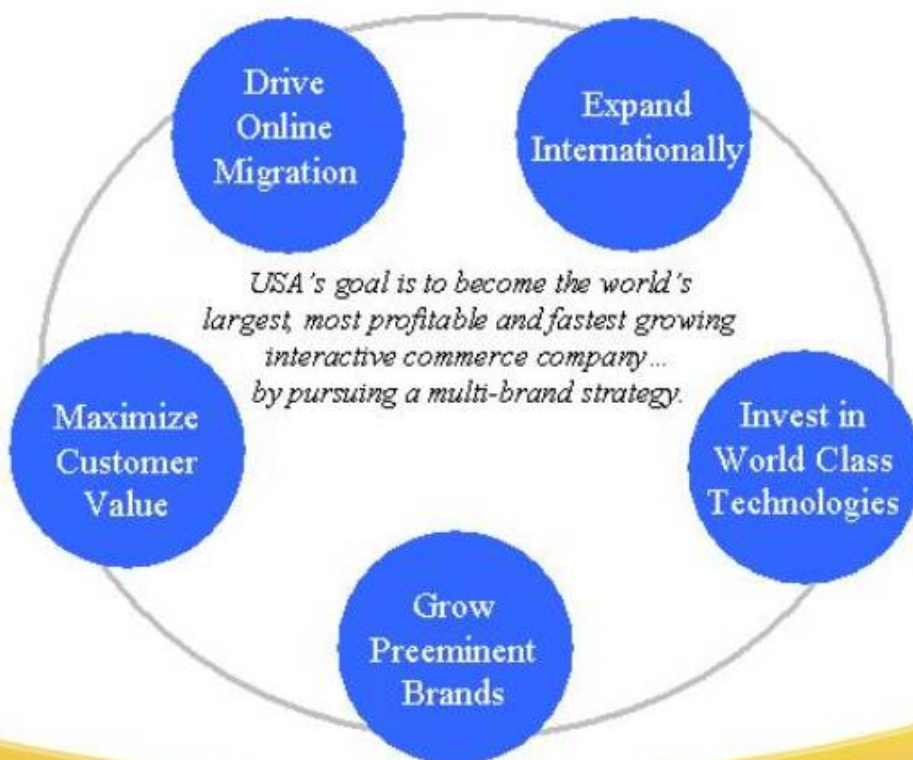 Drive
Online
Migration
Expand
Internationally
USA's goal is to become the world's
largest, most profitable and fastest growing
interactive commerce company...
by pursuing a multi-brand strategy.
Maximize
Customer
Value
Invest in
World Class
Technologies
Grow
Preeminent
Brands